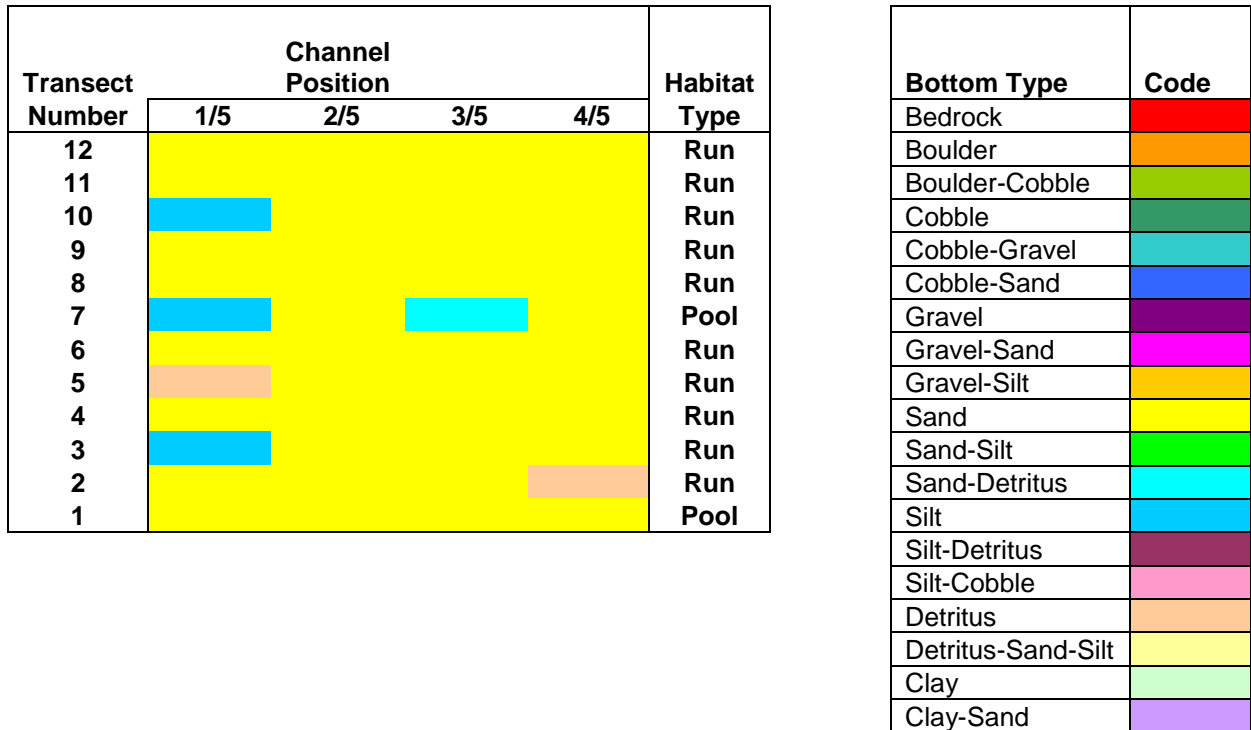 Channel
Transect Position Habitat
Number 1/5 2/5 3/5 4/5 Type
12 Run
11 Run
10 Run
9 Run
8 Run
7 Pool
6 Run
5 Run
4 Run
3 Run
2 Run
1 Pool
Bottom Type Code
Bedrock
Boulder
Boulder-Cobble
Cobble
Cobble-Gravel
Cobble-Sand
Gravel
Gravel-Sand
Gravel-Silt
Sand
Sand-Silt
Sand-Detritus
Silt
Silt-Detritus
Silt-Cobble
Detritus
Detritus-Sand-Silt
Clay
Clay-Sand